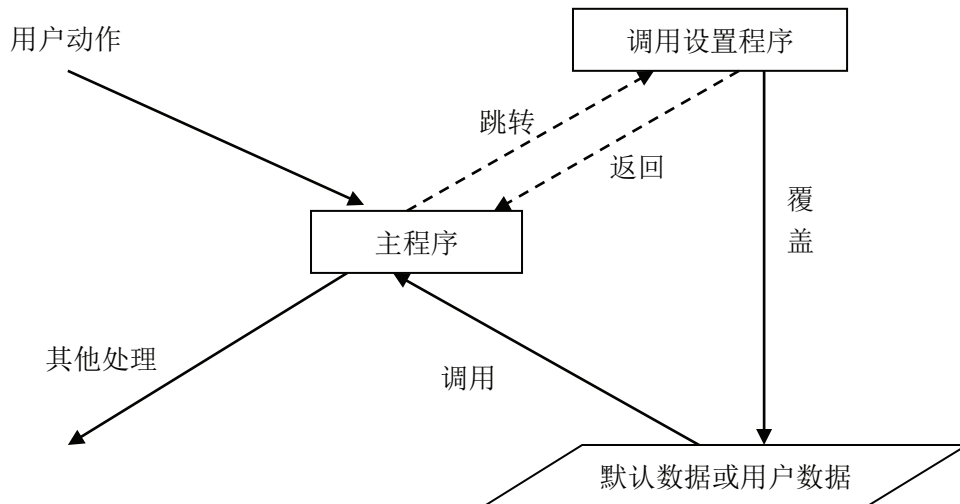 用户动作
调用设置程序
跳转
返回
覆
盖
主程序
其他处理
调用
默认数据或用户数据